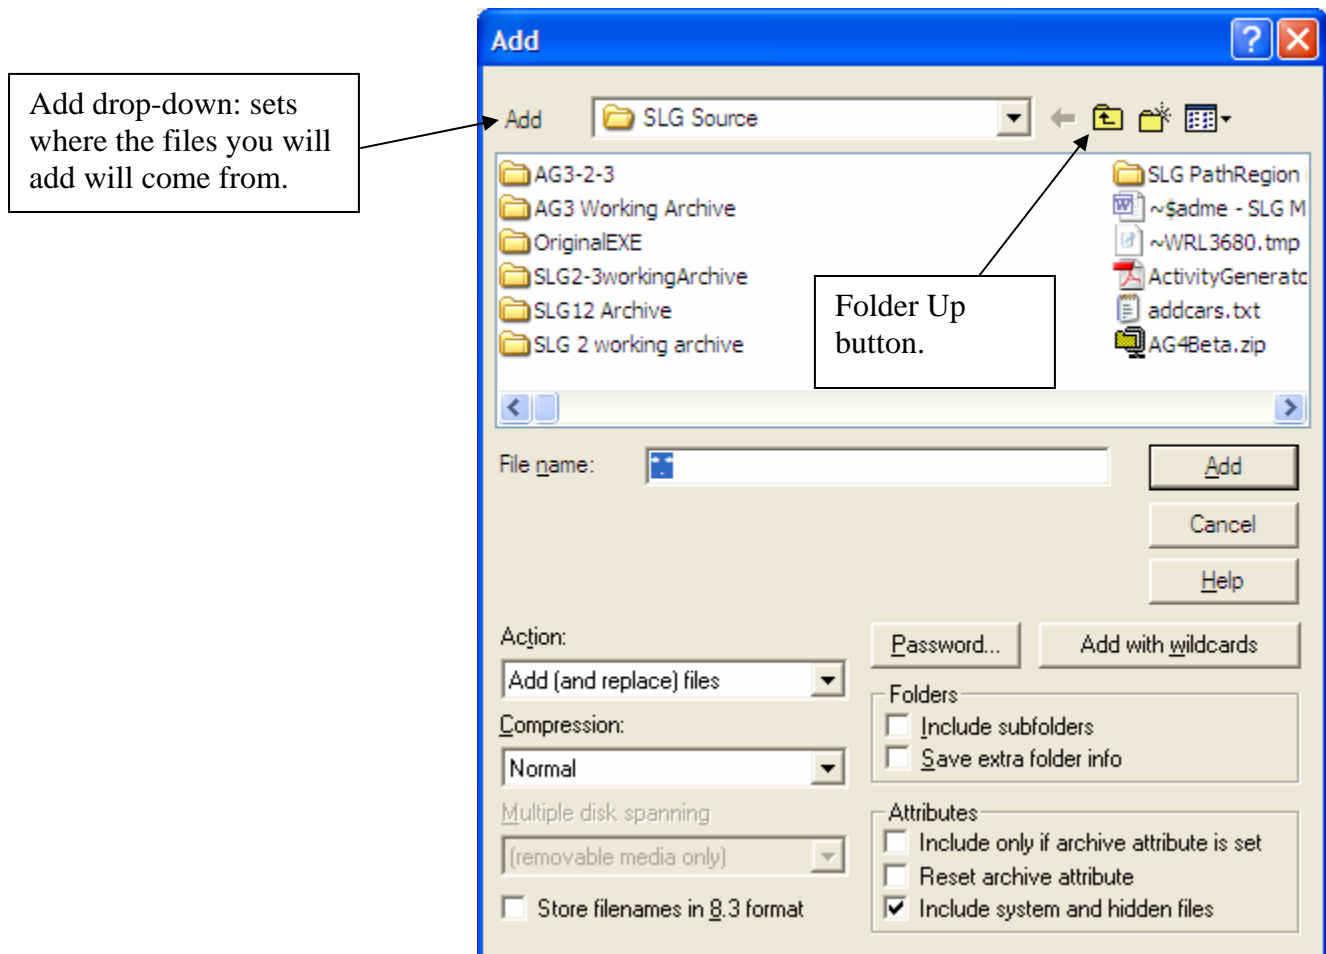 Add
Add drop-down: sets
where the files you will
add will come from.
Add
SLG Source
AG3-2-3
AG3 Working Archive
OriginalEXE
SLG2-3workingArchive
SLG12 Archive
SLG 2 working archive
SLG PathRegion
~$adme - SLG M
~WRL3680.tmp
ActivityGenerato
addcars.txt
AG4Beta.zip
Folder Up
button.
File name:
*.*
Add
Cancel
Help
Action:
Add (and replace) files
Compression:
Normal
Multiple disk spanning
(removable media only)
Store filenames in 8.3 format
Password...
Add with wildcards
Folders
Include subfolders
Save extra folder info
Attributes
Include only if archive attribute is set
Reset archive attribute
Include system and hidden files